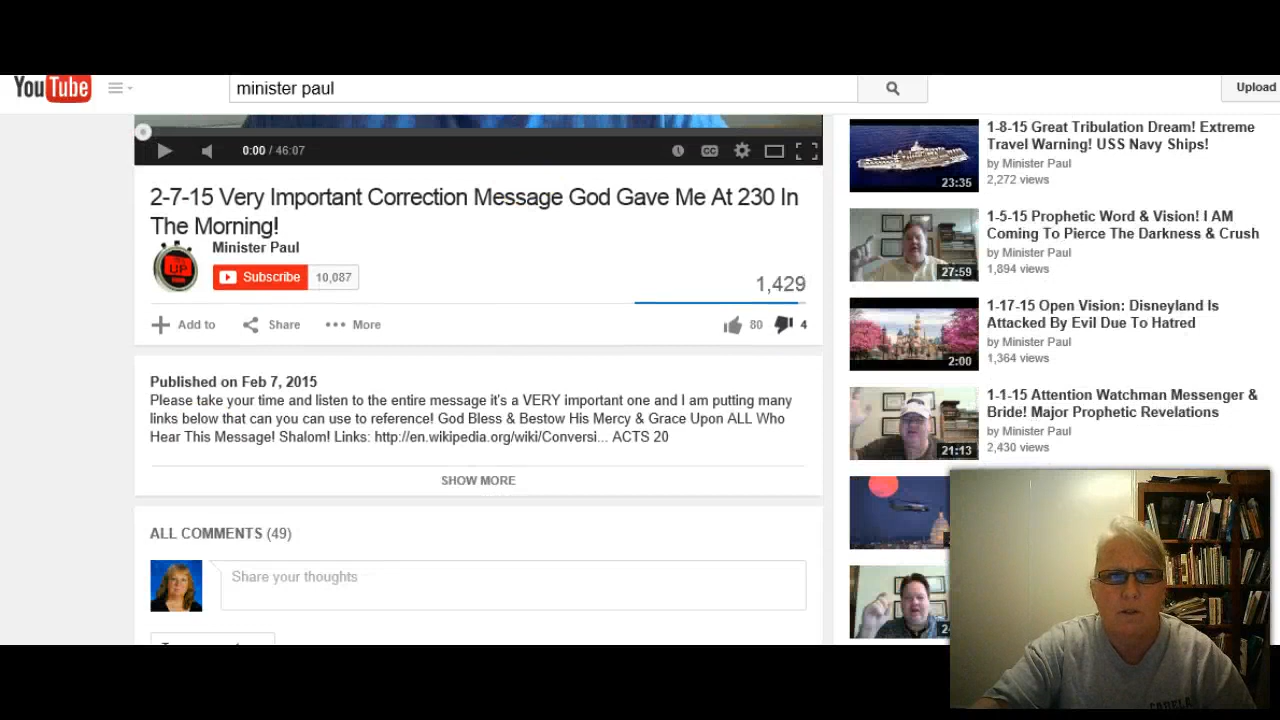 YouTube
minister paul
Upload
0:00 / 46:07
CC
2-7-15 Very Important Correction Message God Gave Me At 230 In
The Morning!
UP
Minister Paul
Subscribe 10,087
1,429
Add to Share More 80 4
Published on Feb 7, 2015
Please take your time and listen to the entire message it's a VERY important one and I am putting many
links below that can you can use to reference! God Bless & Bestow His Mercy & Grace Upon ALL Who
Hear This Message! Shalom! Links: http://en.wikipedia.org/wiki/Conversi... ACTS 20
SHOW MORE
ALL COMMENTS (49)
Share your thoughts
23:35
1-8-15 Great Tribulation Dream! Extreme
Travel Warning! USS Navy Ships!
by Minister Paul
2,272 views
27:59
1-5-15 Prophetic Word & Vision! I AM
Coming To Pierce The Darkness & Crush
by Minister Paul
1,894 views
2:00
1-17-15 Open Vision: Disneyland Is
Attacked By Evil Due To Hatred
by Minister Paul
1,364 views
21:13
1-1-15 Attention Watchman Messenger &
Bride! Major Prophetic Revelations
by Minister Paul
2,430 views